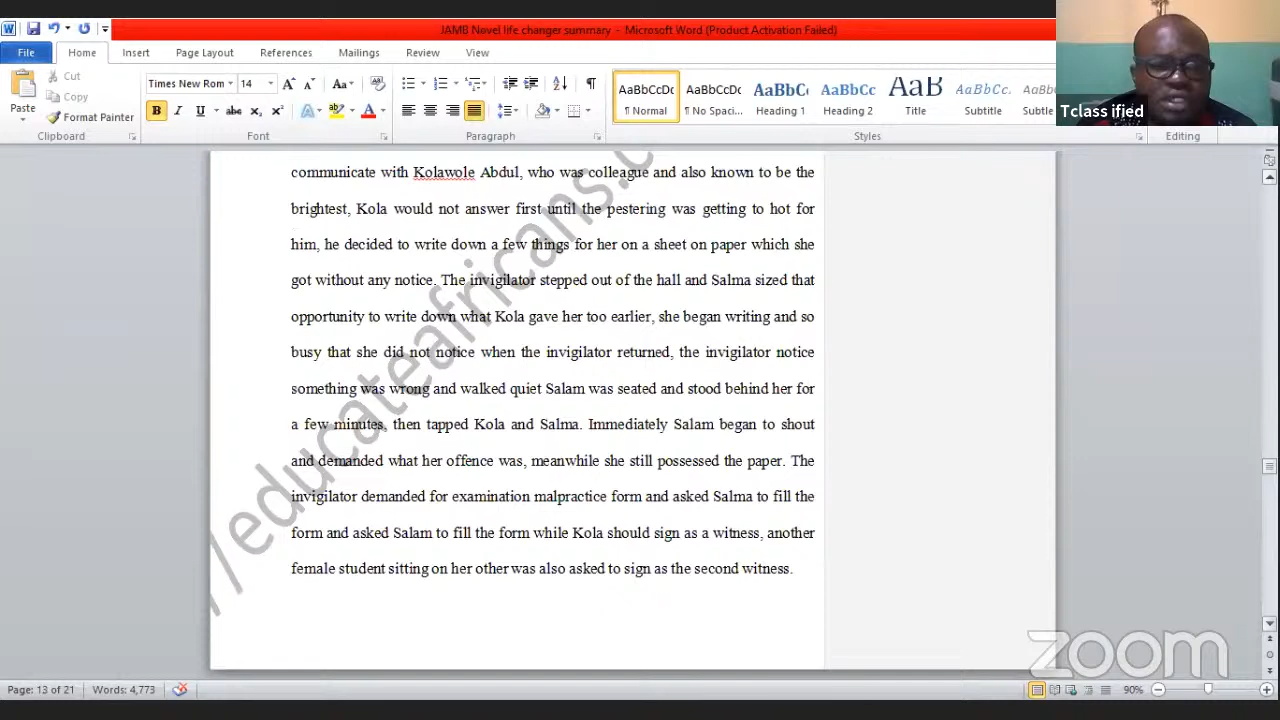 JAMB Novel life changer summary - Microsoft Word (Product Activation Failed)
File Home Insert Page Layout References Mailings Review View
Cut
Copy
Paste
Format Painter
Clipboard
Times New Rom 14
Font
Paragraph
AaBbCcDc AaBbCcDc AaBbCc AaBbCc AaB AaBbCc. AaBbCcD
¶ Normal ¶ No Spaci... Heading 1 Heading 2 Title Subtitle Subtle
Styles
Editing
Tclassified
communicate with Kolawole Abdul, who was colleague and also known to be the
brightest, Kola would not answer first until the pestering was getting to hot for
him, he decided to write down a few things for her on a sheet on paper which she
got without any notice. The invigilator stepped out of the hall and Salma sized that
opportunity to write down what Kola gave her too earlier, she began writing and so
busy that she did not notice when the invigilator returned, the invigilator notice
something was wrong and walked quiet Salam was seated and stood behind her for
a few minutes, then tapped Kola and Salma. Immediately Salam began to shout
and demanded what her offence was, meanwhile she still possessed the paper. The
invigilator demanded for examination malpractice form and asked Salma to fill the
form and asked Salam to fill the form while Kola should sign as a witness, another
female student sitting on her other was also asked to sign as the second witness.
//educateafricans.c
zoom
Page: 13 of 21 Words: 4,773 90%